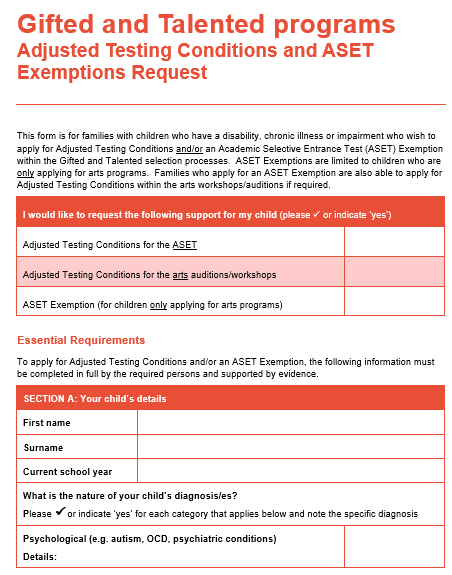 Gifted and Talented programs
Adjusted Testing Conditions and ASET
Exemptions Request
This form is for families with children who have a disability, chronic illness or impairment who wish to
apply for Adjusted Testing Conditions and/or an Academic Selective Entrance Test (ASET) Exemption
within the Gifted and Talented selection processes.  ASET Exemptions are limited to children who are
only applying for arts programs.  Families who apply for an ASET Exemption are also able to apply for
Adjusted Testing Conditions within the arts workshops/auditions if required.
I would like to request the following support for my child (please ✓ or indicate 'yes')
Adjusted Testing Conditions for the ASET
Adjusted Testing Conditions for the arts auditions/workshops
ASET Exemption (for children only applying for arts programs)
Essential Requirements
To apply for Adjusted Testing Conditions and/or an ASET Exemption, the following information must
be completed in full by the required persons and supported by evidence.
SECTION A: Your child's details
First name
Surname
Current school year
What is the nature of your child's diagnosis/es?
Please ✓ or indicate 'yes' for each category that applies below and note the specific diagnosis
Psychological (e.g. autism, OCD, psychiatric conditions)
Details: